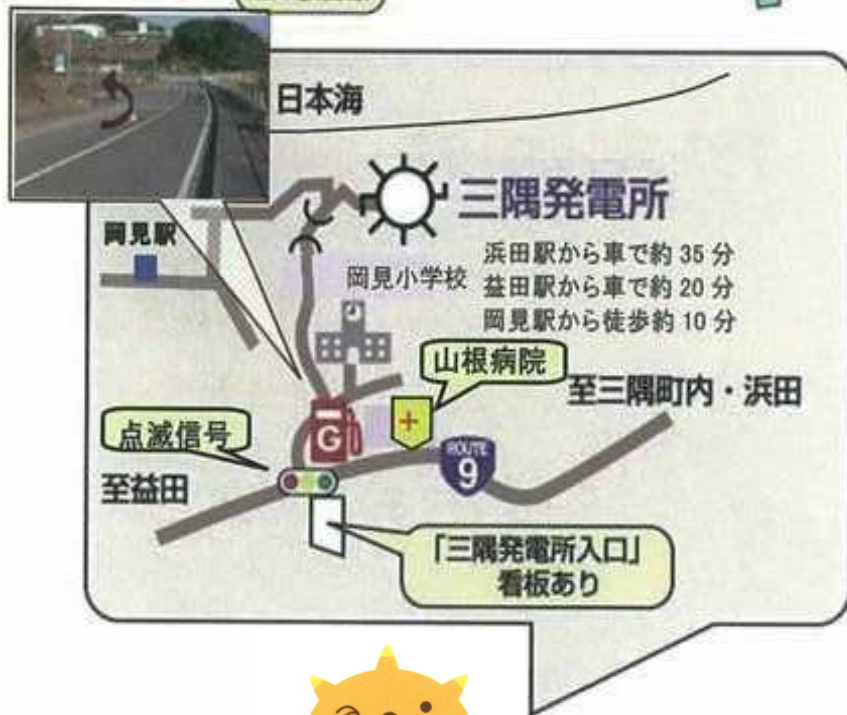 日本海
三隅発電所
岡見駅
浜田駅から車で約 35 分
岡見小学校
益田駅から車で約 20 分
岡見駅から徒歩約 10 分
山根病院
至三隅町内・浜田
点滅信号
G
ROUTE
9
至益田
「三隅発電所入口」
看板あり